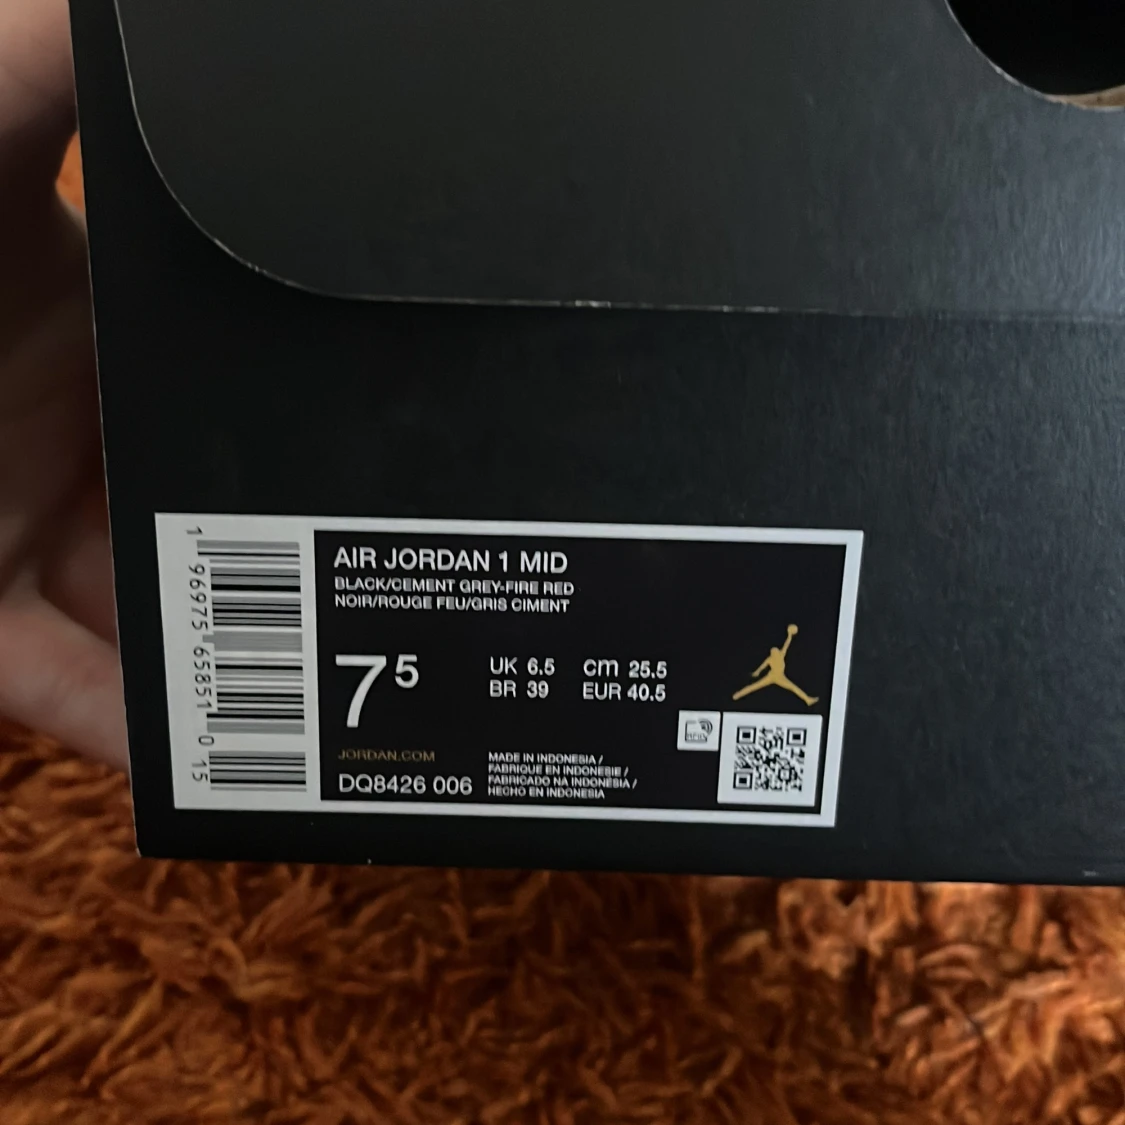 AIR JORDAN 1 MID
BLACK/CEMENT GREY-FIRE RED
NOIR/ROUGE FEU/GRIS CIMENT
7 5
UK 6.5 cm 25.5
BR 39 EUR 40.5
JORDAN.COM
DQ8426 006
MADE IN INDONESIA /
FABRIQUE EN INDONESIE /
FABRICADO NA INDONESIA /
HECHO EN INDONESIA
1 96975 65851 0 15